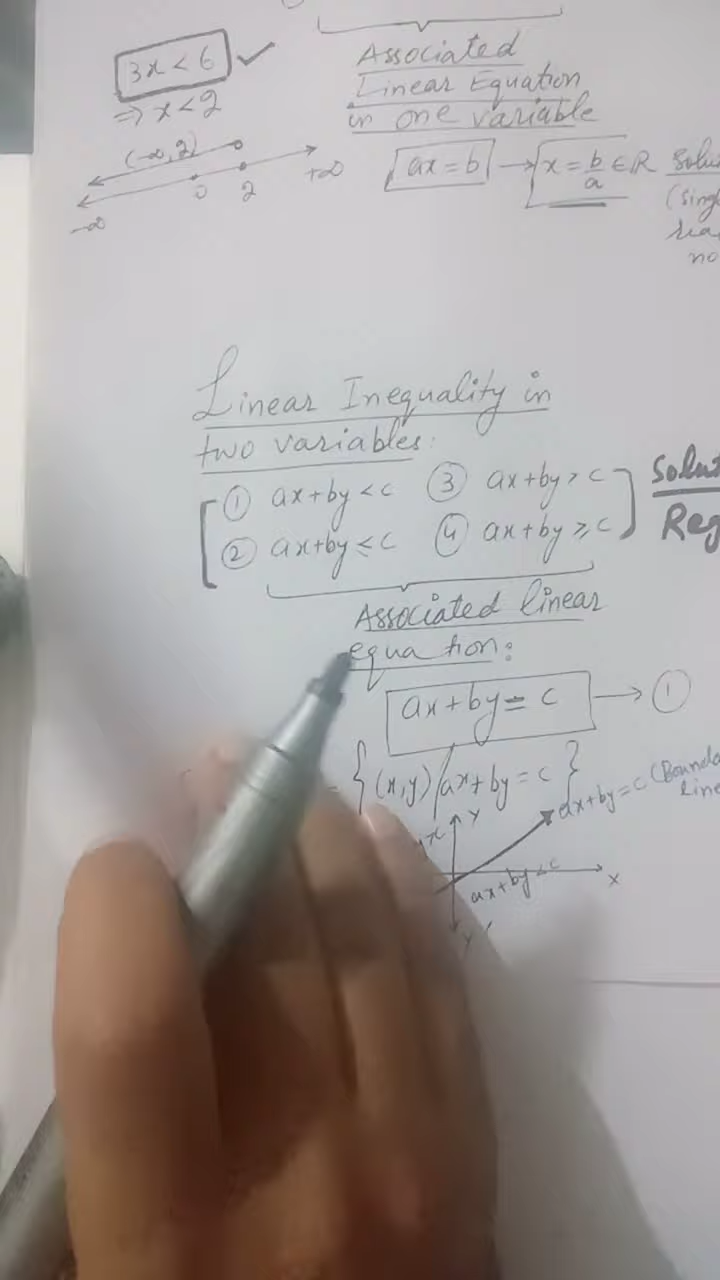 3x < 6 ✓
⇒ x < 2
(-∞, 2)
-∞ 0 2 +∞
Associated
Linear Equation
in one variable
ax = b → x = b/a ∈ R
Linear Inequality in
two variables:
① ax+by < c ③ ax+by > c
② ax+by ≤ c ④ ax+by ≥ c
Associated linear
equation:
ax+by = c → ①
= {(x,y) / ax+by = c}
Y ax+by = c
ax+by < c X
Y'